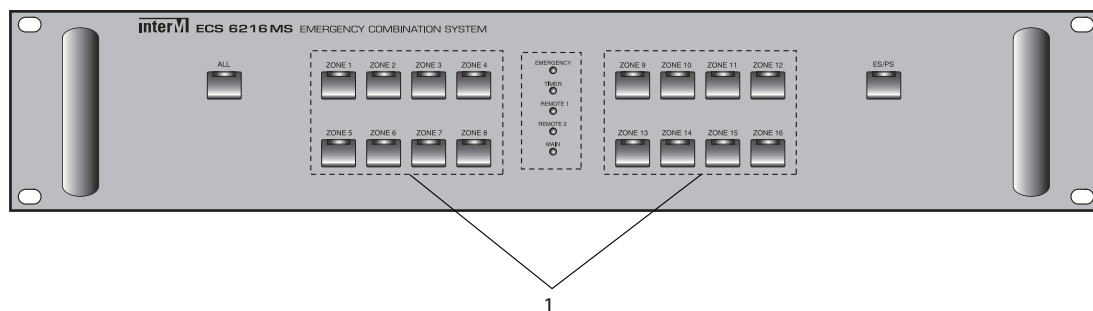 interM ECS 6216MS EMERGENCY COMBINATION SYSTEM
ALL
ZONE 1 ZONE 2 ZONE 3 ZONE 4
EMERGENCY
TIMER
REMOTE 1
REMOTE 2
MAIN
ZONE 9 ZONE 10 ZONE 11 ZONE 12
ES/PS
ZONE 5 ZONE 6 ZONE 7 ZONE 8
ZONE 13 ZONE 14 ZONE 15 ZONE 16
1